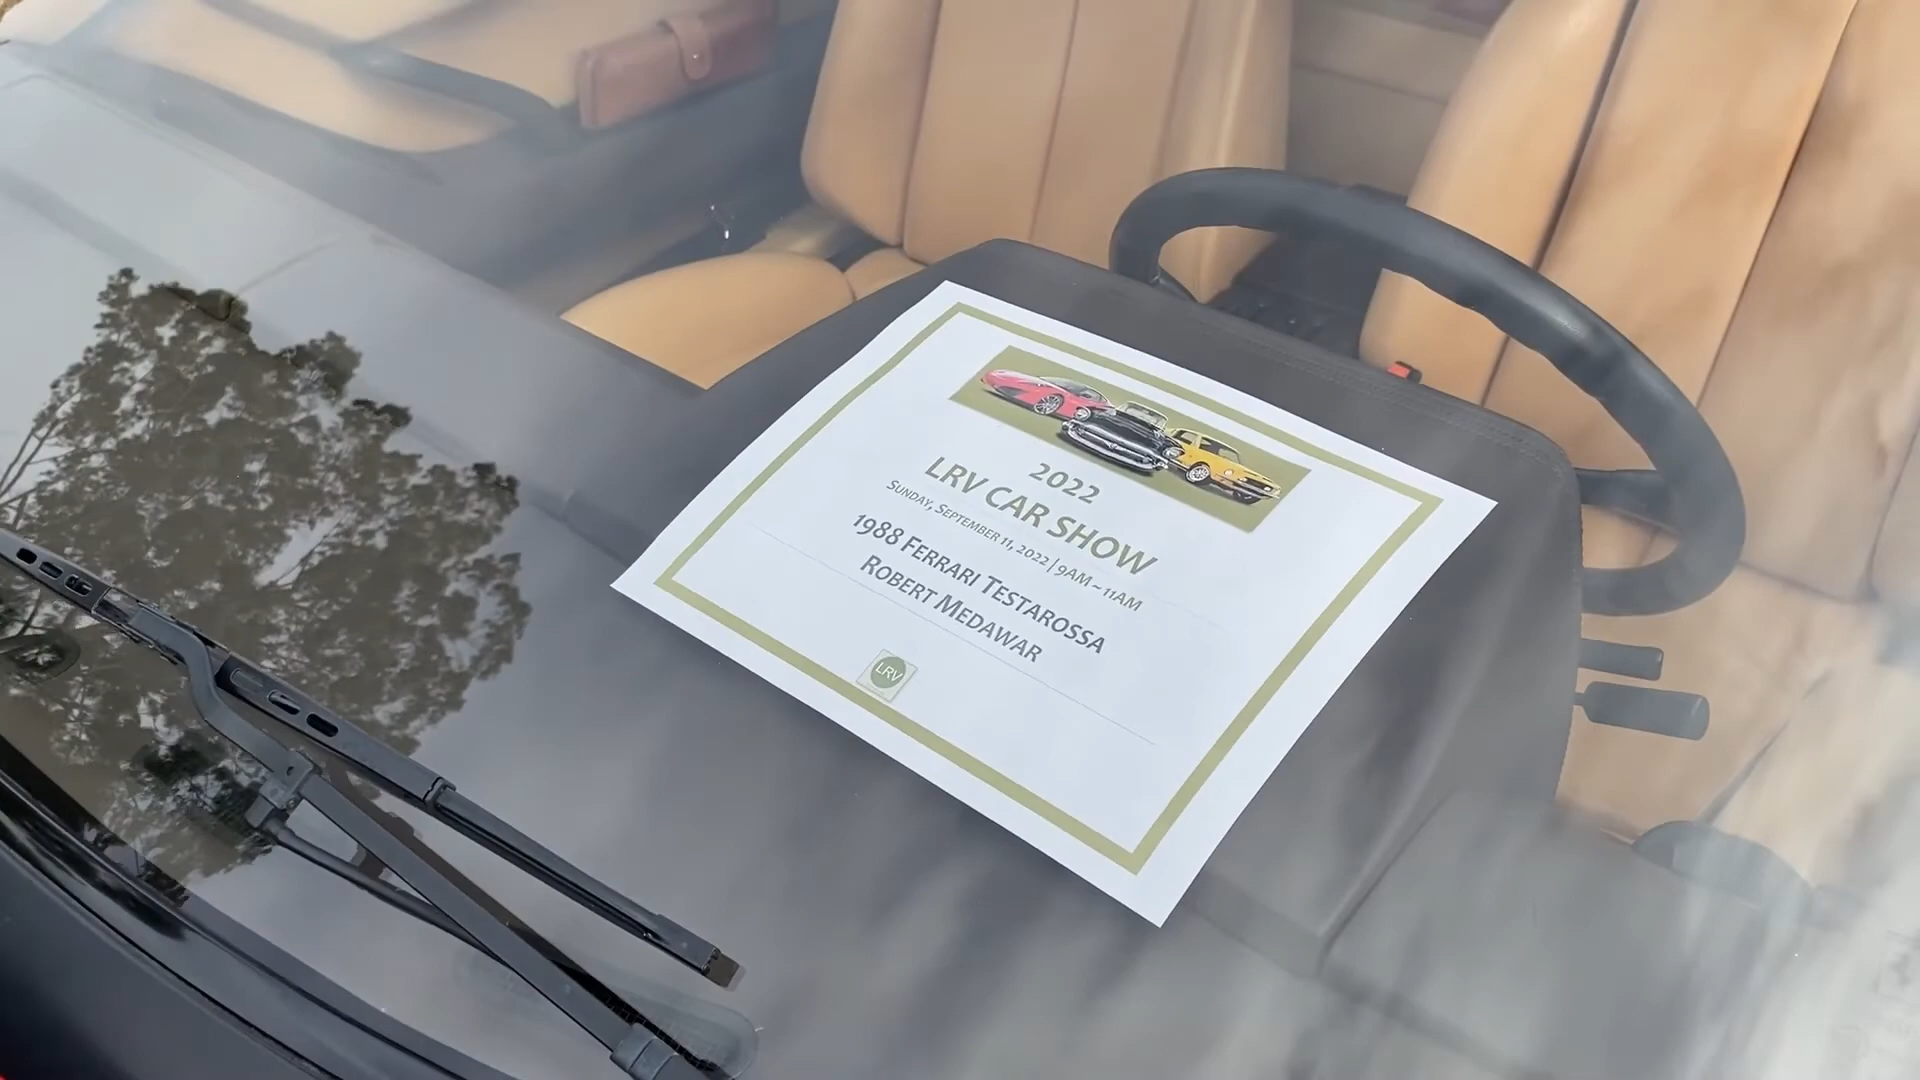 2022
LRV CAR SHOW
SUNDAY, SEPTEMBER 11, 2022 | 9AM ~ 11AM
1988 FERRARI TESTAROSSA
ROBERT MEDAWAR
LRV